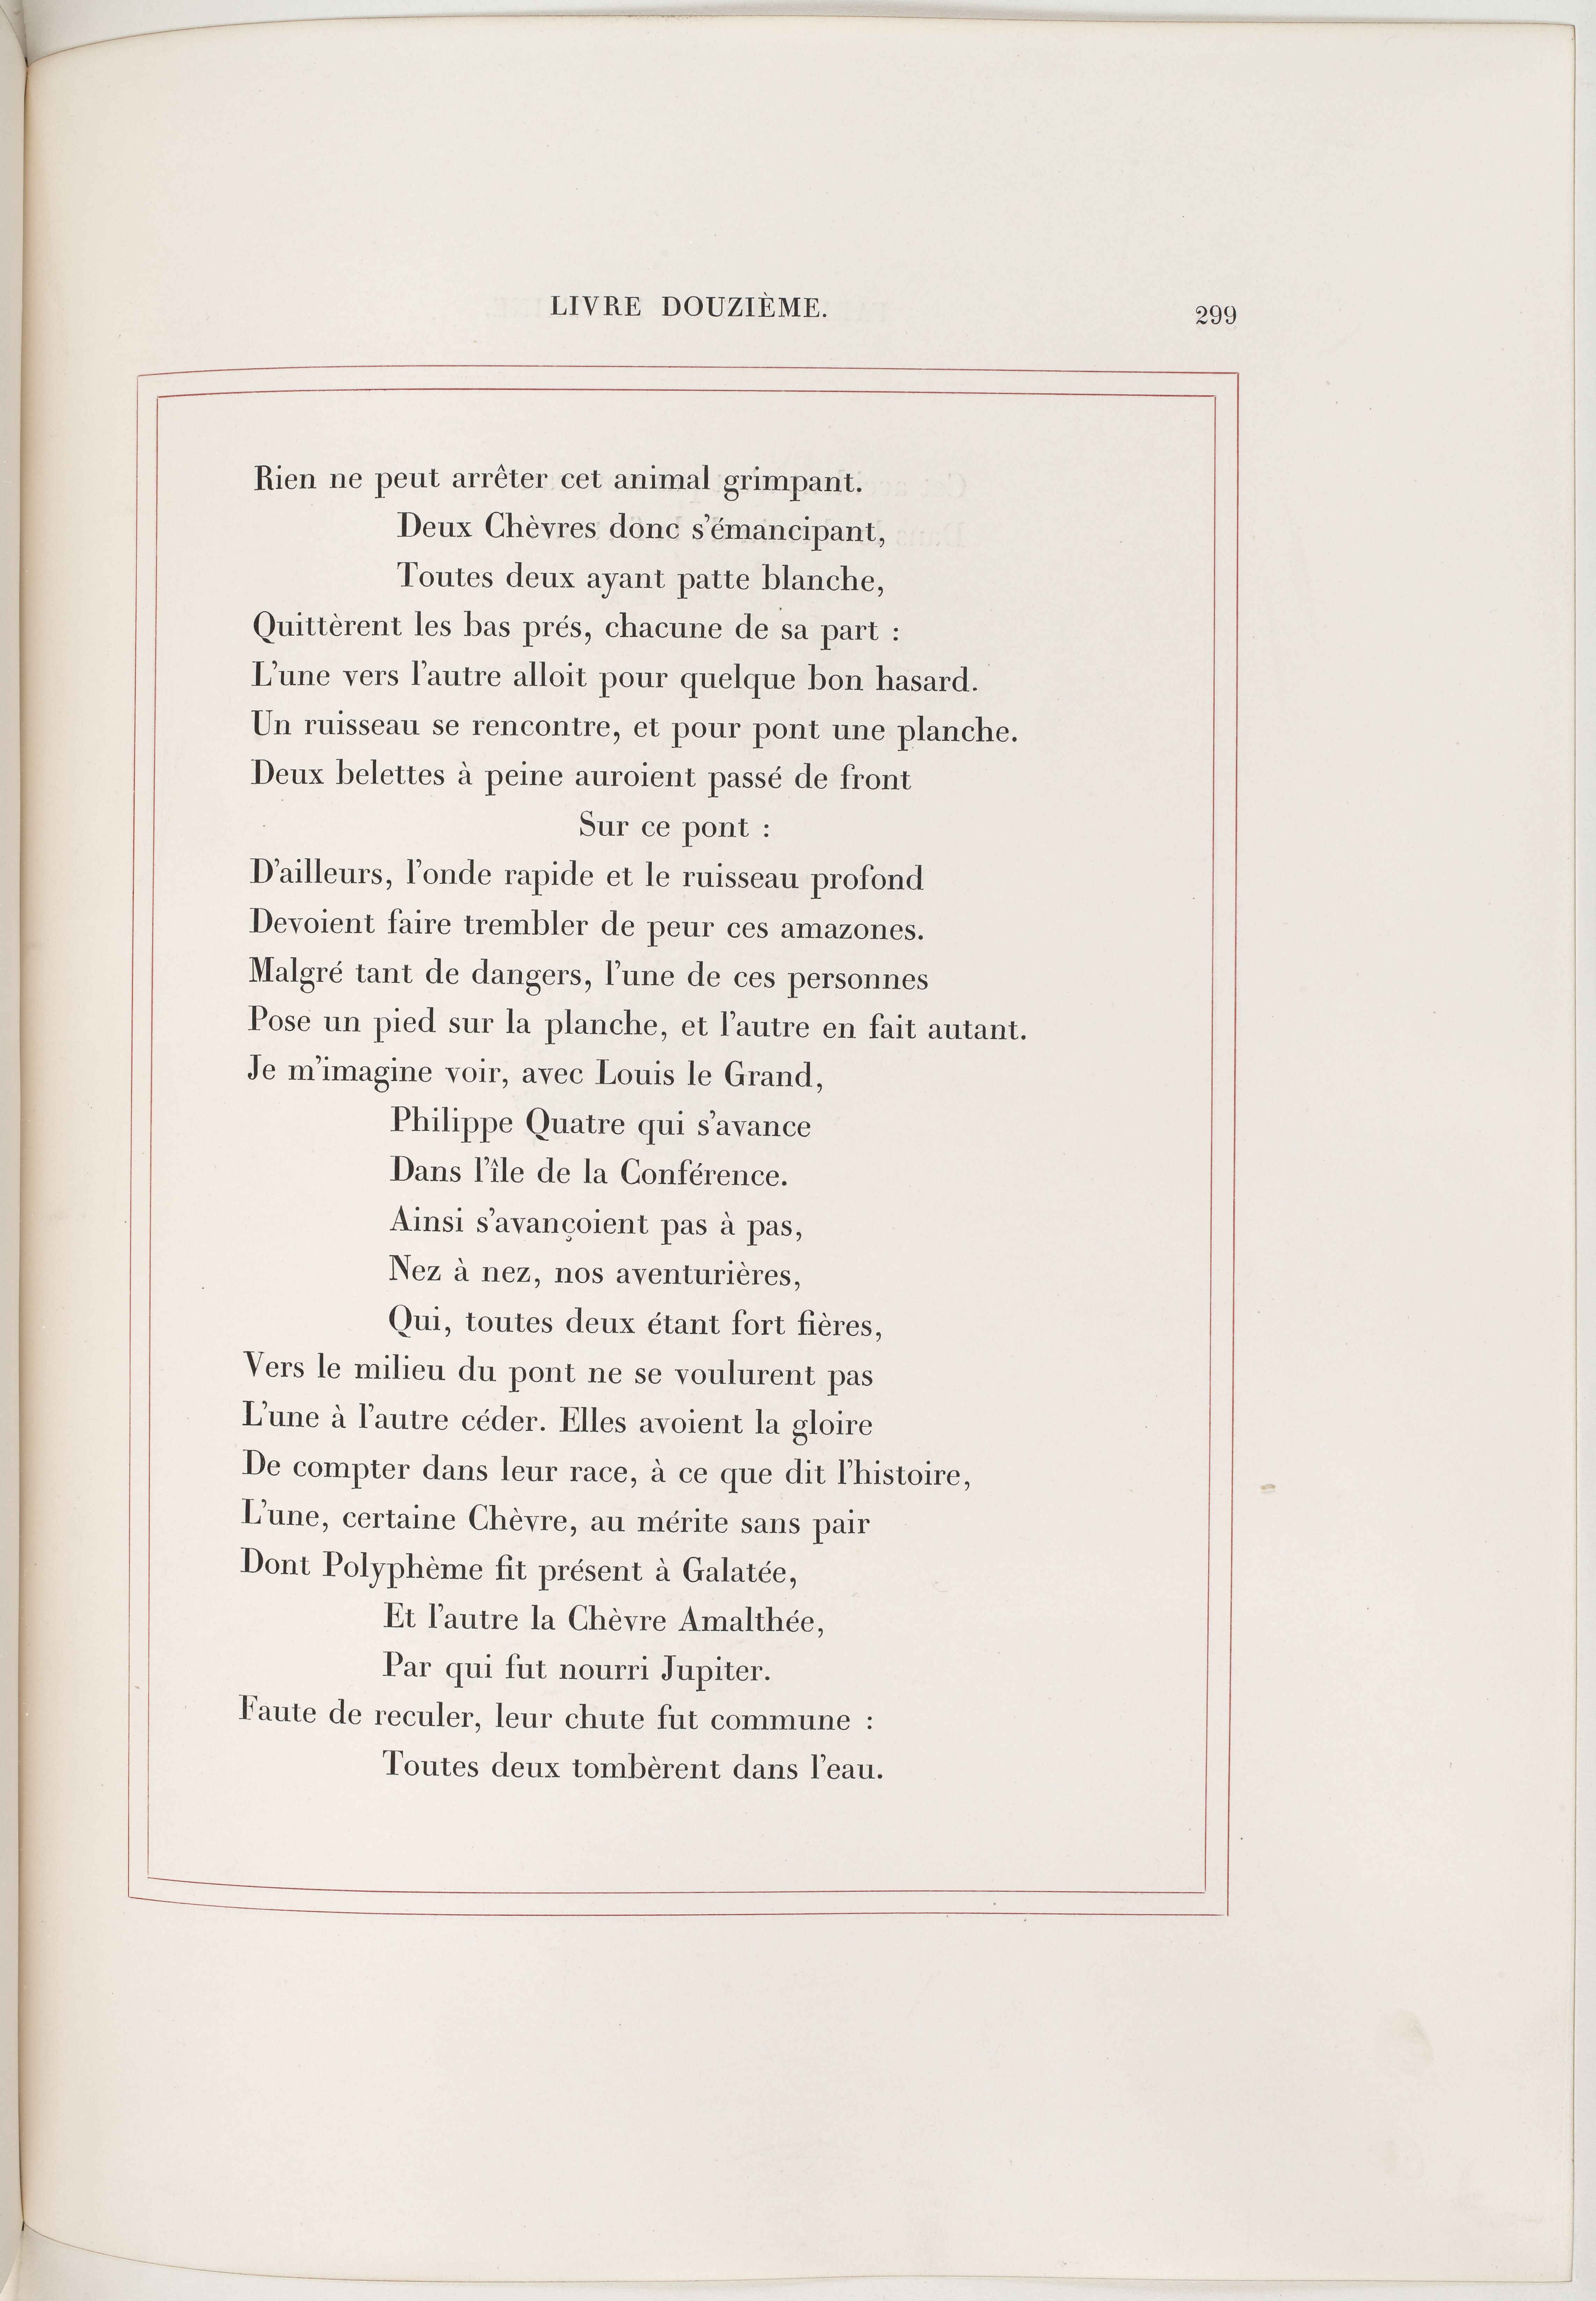 LIVRE DOUZIÈME.
299
Rien ne peut arrêter cet animal grimpant.
Deux Chèvres donc s'émancipant,
Toutes deux ayant patte blanche,
Quittèrent les bas prés, chacune de sa part :
L'une vers l'autre alloit pour quelque bon hasard.
Un ruisseau se rencontre, et pour pont une planche.
Deux belettes à peine auroient passé de front
Sur ce pont :
D'ailleurs, l'onde rapide et le ruisseau profond
Devoient faire trembler de peur ces amazones.
Malgré tant de dangers, l'une de ces personnes
Pose un pied sur la planche, et l'autre en fait autant.
Je m'imagine voir, avec Louis le Grand,
Philippe Quatre qui s'avance
Dans l'île de la Conférence.
Ainsi s'avançoient pas à pas,
Nez à nez, nos aventurières,
Qui, toutes deux étant fort fières,
Vers le milieu du pont ne se voulurent pas
L'une à l'autre céder. Elles avoient la gloire
De compter dans leur race, à ce que dit l'histoire,
L'une, certaine Chèvre, au mérite sans pair
Dont Polyphème fit présent à Galatée,
Et l'autre la Chèvre Amalthée,
Par qui fut nourri Jupiter.
Faute de reculer, leur chute fut commune :
Toutes deux tombèrent dans l'eau.